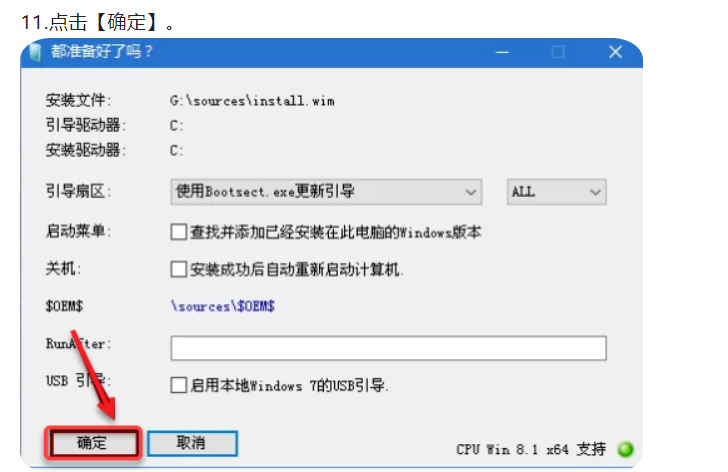 11.点击【确定】。
都准备好了吗？
安装文件: G:\sources\install.wim
引导驱动器: C:
安装驱动器: C:
引导扇区: 使用Bootsect.exe更新引导 ALL
启动菜单: 查找并添加已经安装在此电脑的Windows版本
关机: 安装成功后自动重新启动计算机.
$OEM$ \sources\$OEM$
RunAfter:
USB 引导: 启用本地Windows 7的USB引导.
确定 取消
CPU Win 8.1 x64 支持